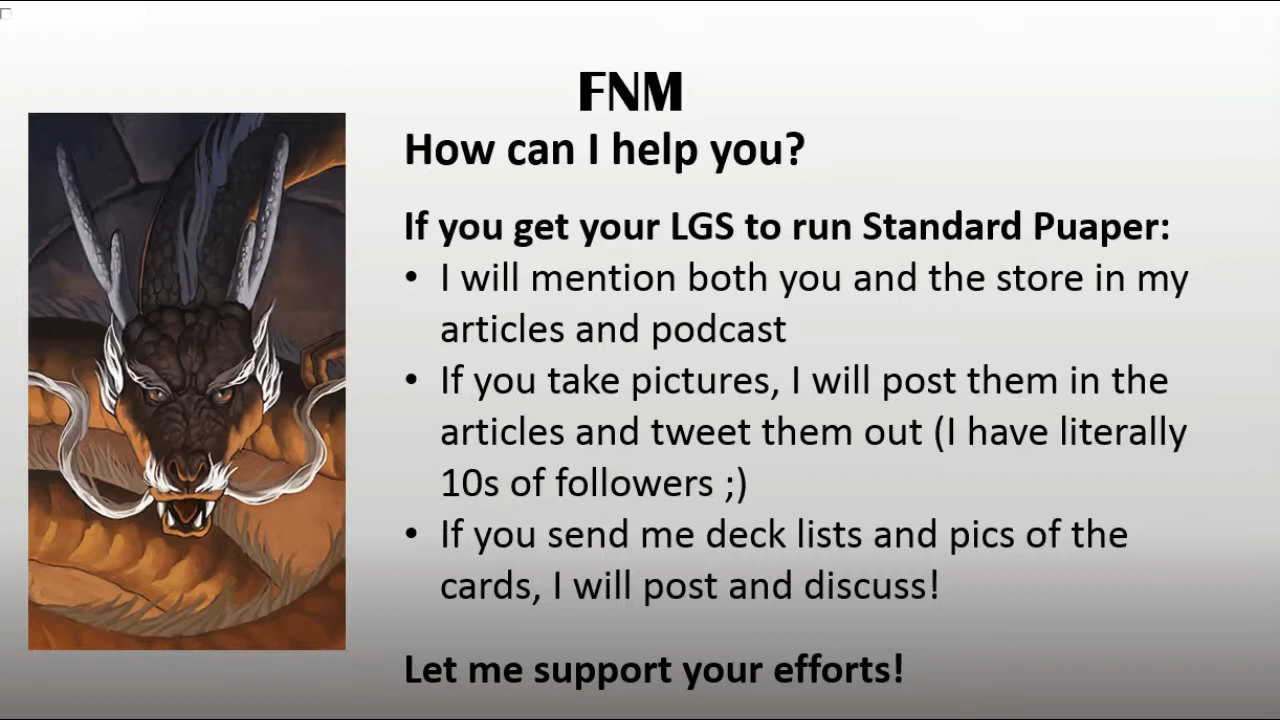 FNM
How can I help you?
If you get your LGS to run Standard Puaper:
• I will mention both you and the store in my
articles and podcast
• If you take pictures, I will post them in the
articles and tweet them out (I have literally
10s of followers ;)
• If you send me deck lists and pics of the
cards, I will post and discuss!
Let me support your efforts!